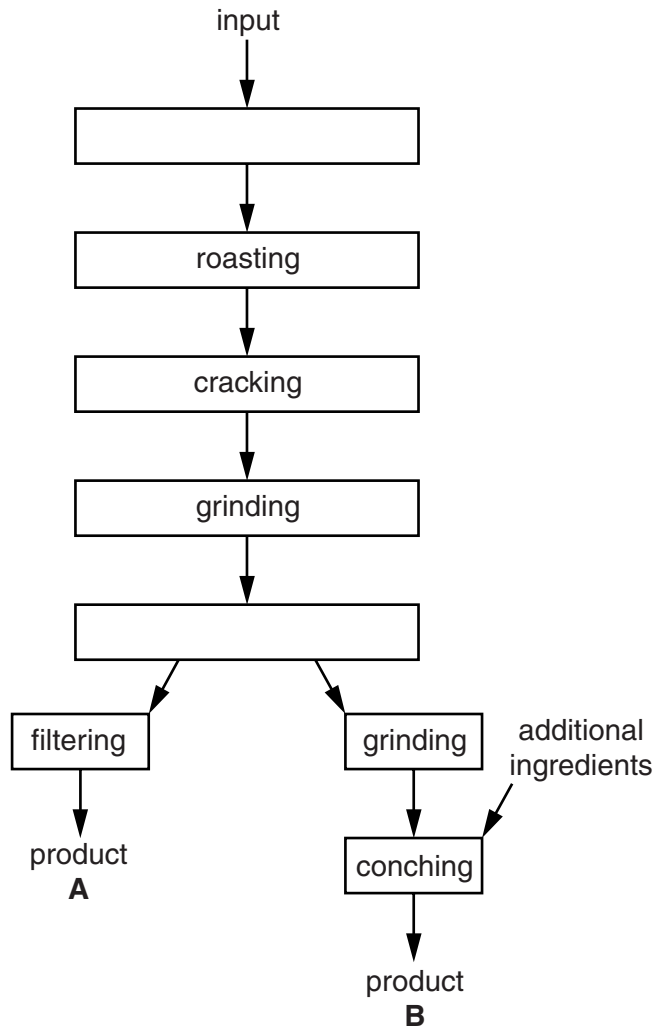 input
roasting
cracking
grinding
filtering
grinding
additional
ingredients
product
A
conching
product
B